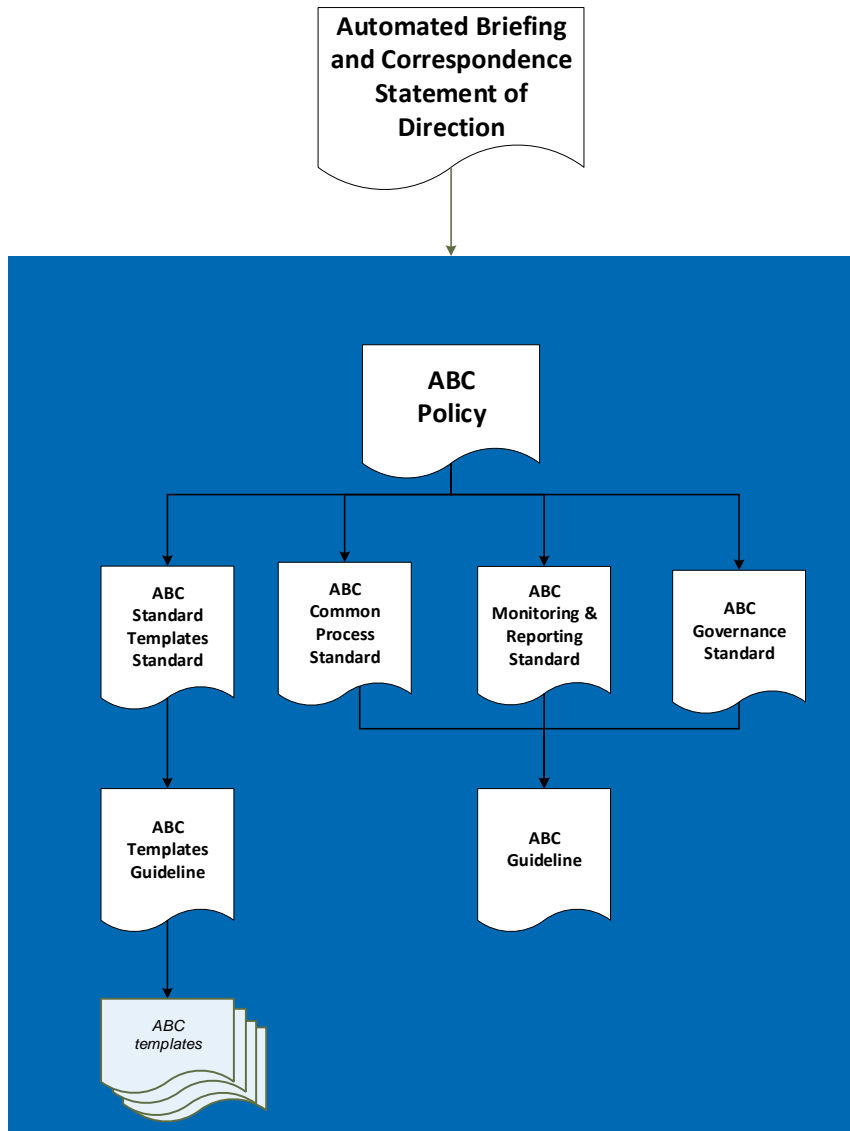 Automated Briefing
and Correspondence
Statement of
Direction
ABC
Policy
ABC
Standard
Templates
Standard
ABC
Common
Process
Standard
ABC
Monitoring &
Reporting
Standard
ABC
Governance
Standard
ABC
Templates
Guideline
ABC
Guideline
ABC
templates